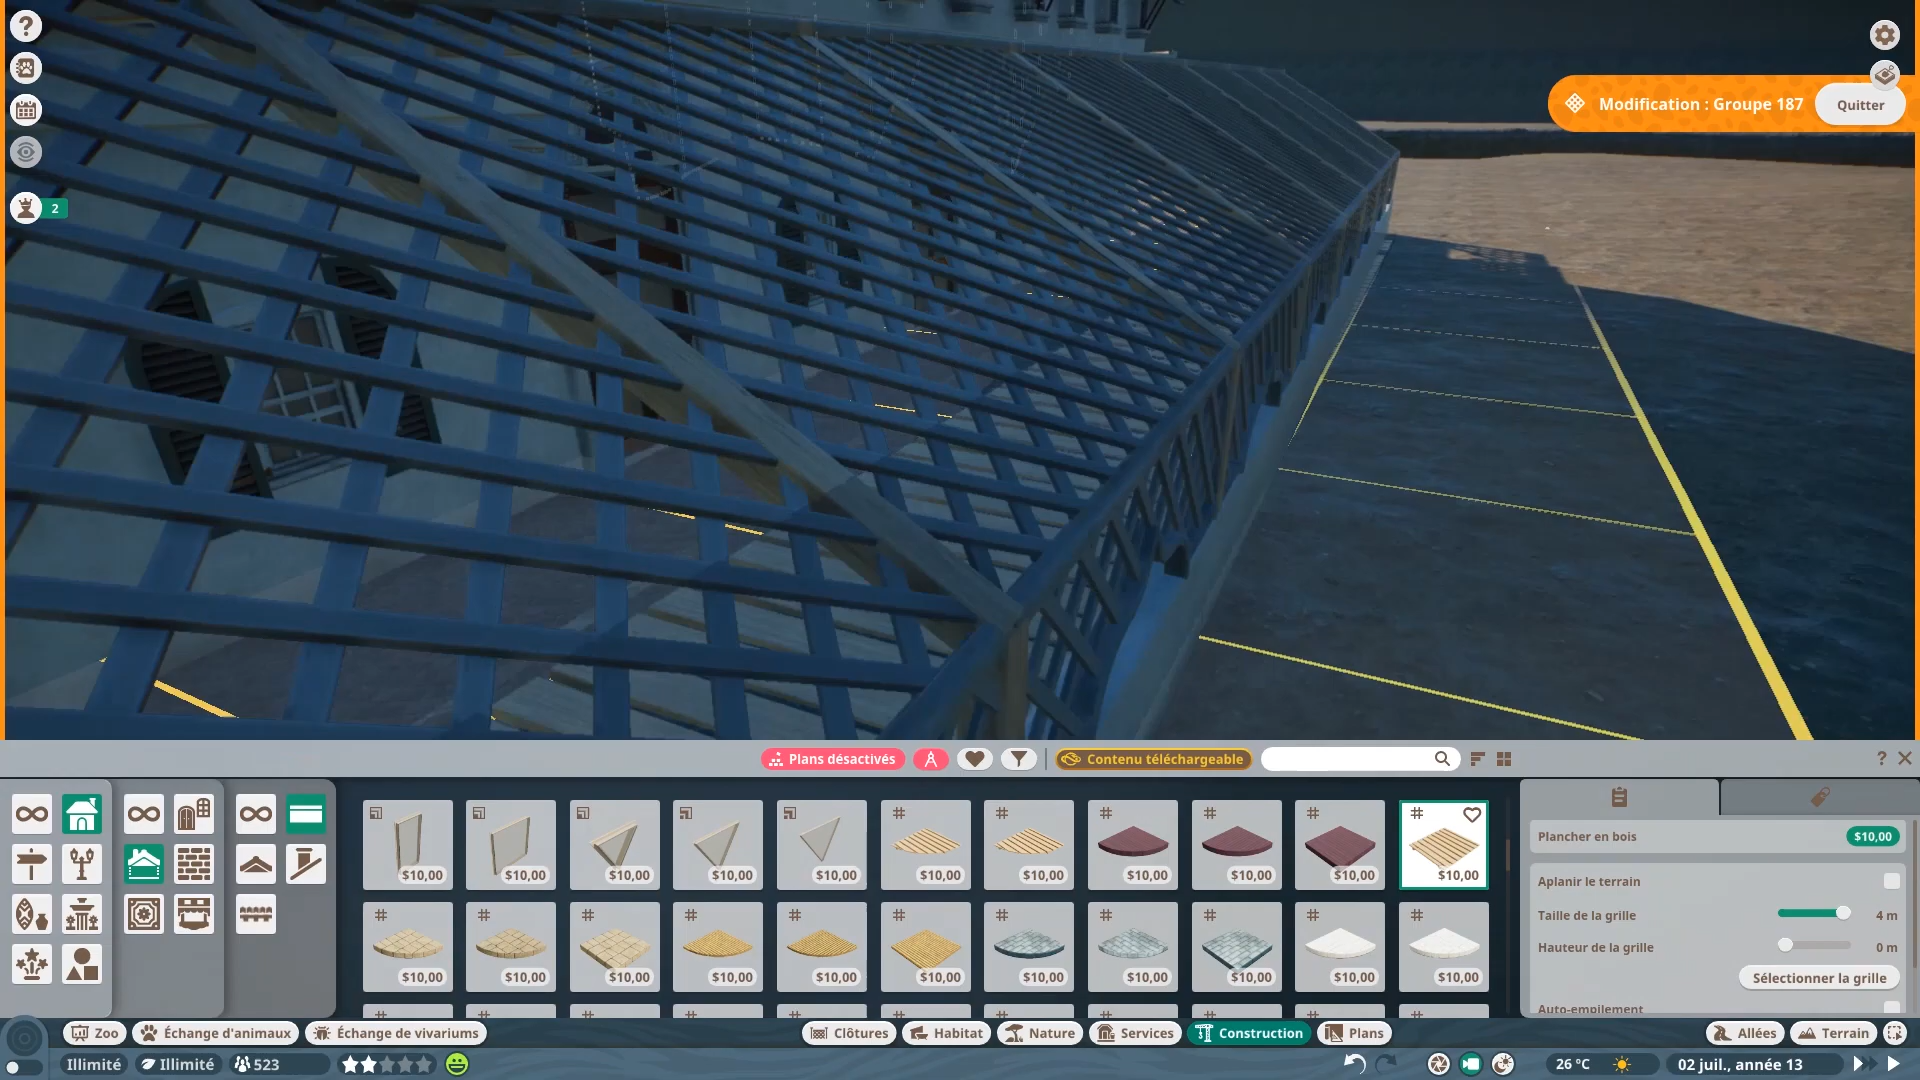 ?
2
Modification : Groupe 187
Quitter
Plans désactivés
Contenu téléchargeable
?
$10,00 $10,00 $10,00 $10,00 $10,00 $10,00 $10,00 $10,00 $10,00 $10,00 $10,00
$10,00 $10,00 $10,00 $10,00 $10,00 $10,00 $10,00 $10,00 $10,00 $10,00 $10,00
Plancher en bois $10,00
Aplanir le terrain
Taille de la grille 4 m
Hauteur de la grille 0 m
Sélectionner la grille
Auto-empilement
Zoo Échange d'animaux Échange de vivariums Clôtures Habitat Nature Services Construction Plans Allées Terrain
Illimité Illimité 523 26 °C 02 juil., année 13